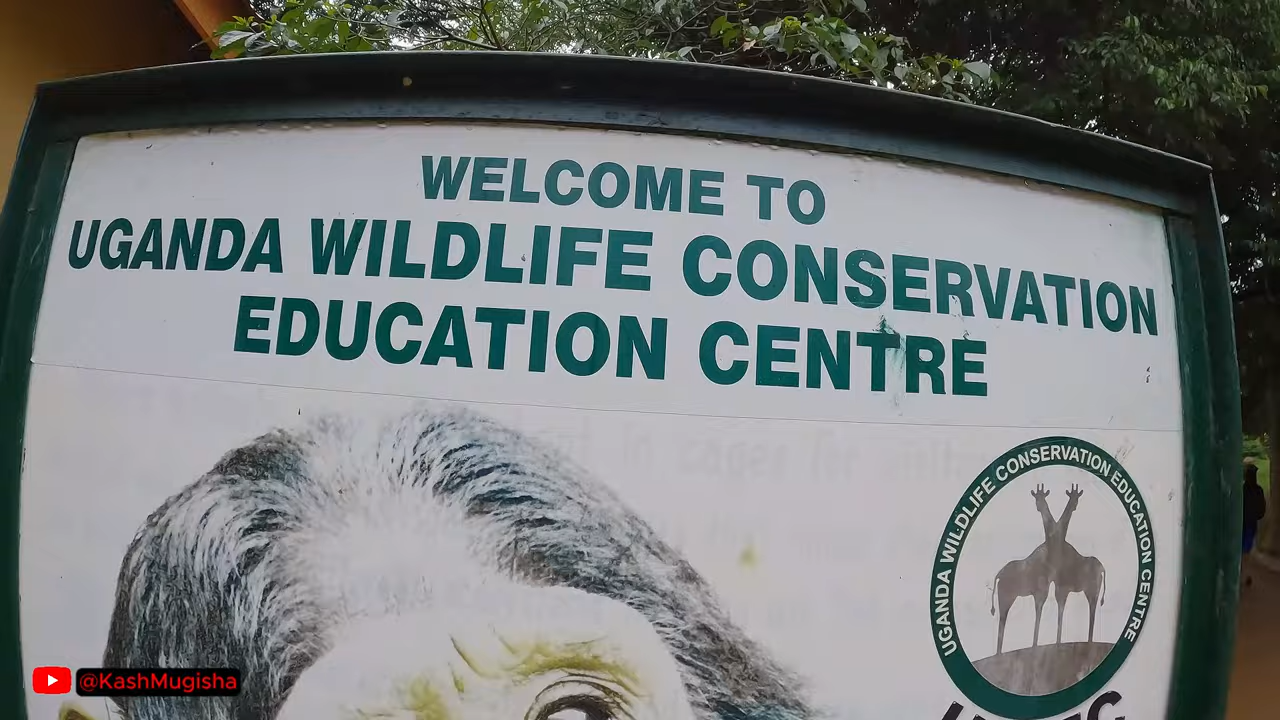 WELCOME TO
UGANDA WILDLIFE CONSERVATION
EDUCATION CENTRE
UGANDA WILDLIFE CONSERVATION EDUCATION CENTRE
@KashMugisha